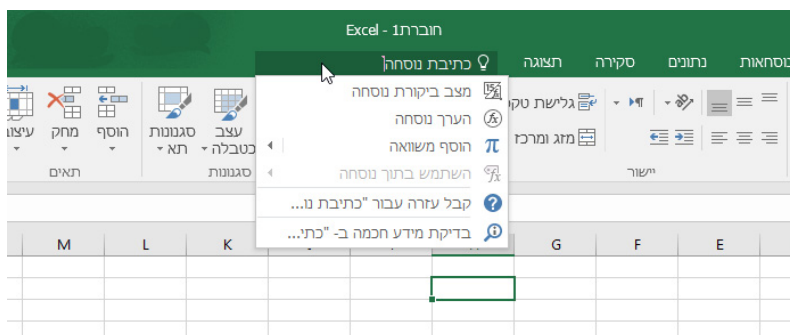 חוברת1 - Excel
נוסחאות נתונים סקירה תצוגה כתיבת נוסחה
מצב ביקורת נוסחה
הערך נוסחה
הוסף משוואה
השתמש בתוך נוסחה
קבל עזרה עבור "כתיבת נו...
בדיקת מידע חכמה ב- "כתי...
גלישת טק
מזג ומרכז
יישור
עצב כטבלה
סגנונות תא
סגנונות
הוסף מחק
תאים
E F G K L M